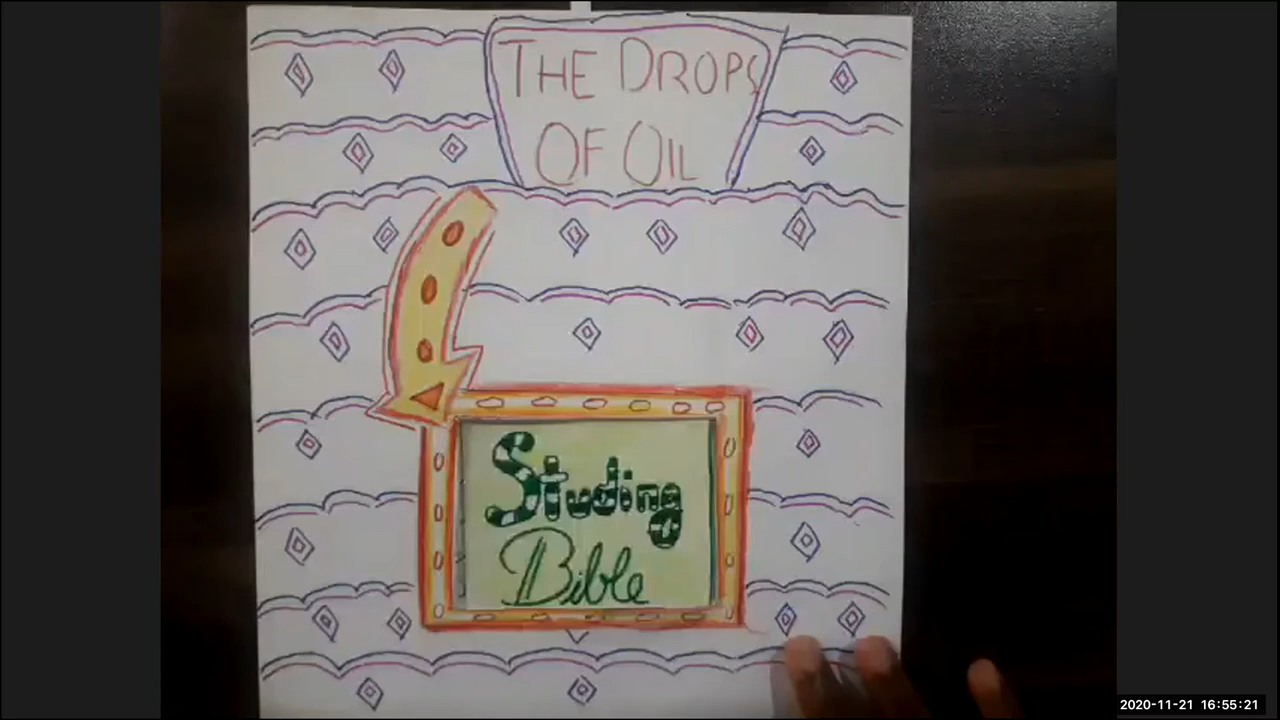 THE DROPS
OF OIL
Studing
Bible
2020-11-21 16:55:21